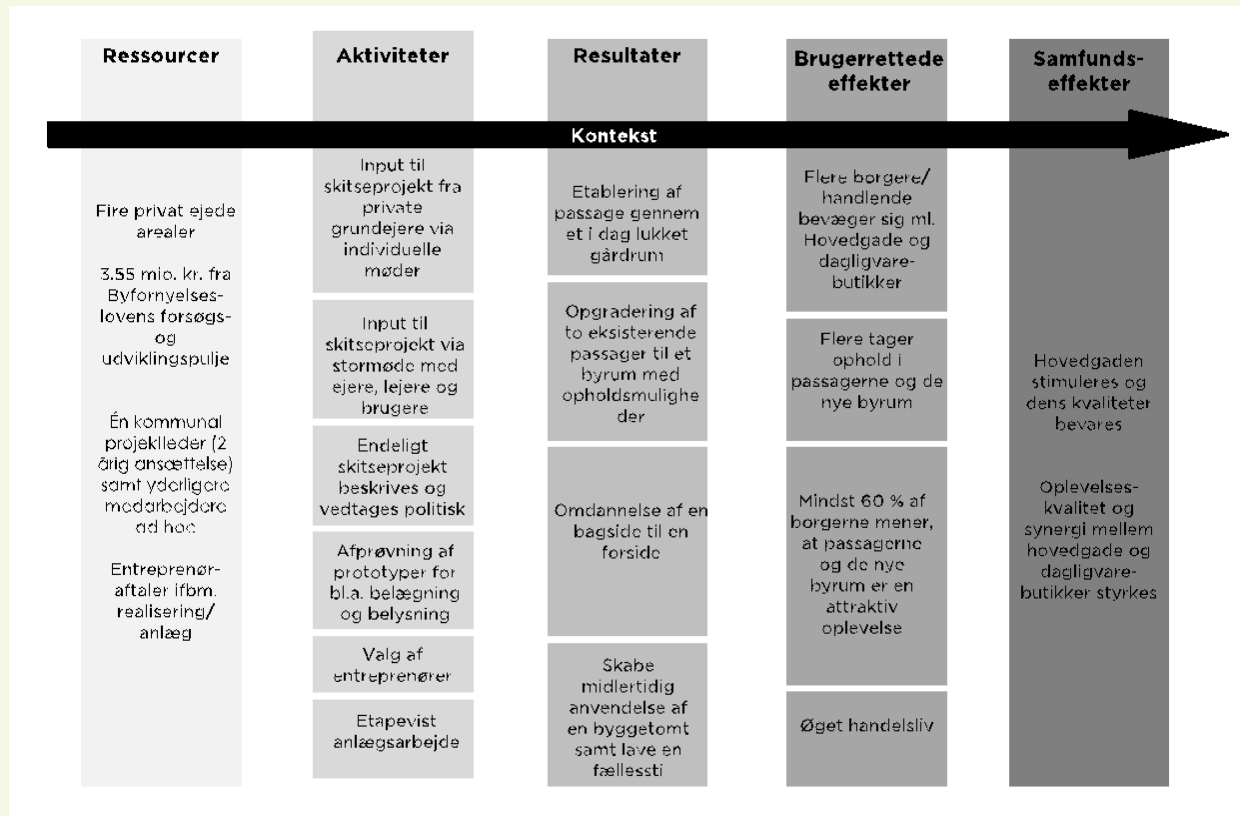 Ressourcer
Fire privat ejede
arealer
3.55 mio. kr. fra
Byfornyelses-
lovens forsøgs-
og
udviklingspulje
Én kommunal
projektleder (2
årig ansættelse)
samt yderligere
medarbejdere
ad hoc
Entreprenør-
aftaler ifbm.
realisering/
anlæg
Aktiviteter
Input til
skitseprojekt fra
private
grundejere via
individuelle
møder
Input til
skitseprojekt via
stormøde med
ejere, lejere og
brugere
Endeligt
skitseprojekt
beskrives og
vedtages politisk
Afprøvning af
prototyper for
bl.a. belægning
og belysning
Valg af
entreprenører
Etapevist
anlægsarbejde
Resultater
Kontekst
Etablering af
passage gennem
et i dag lukket
gårdrum
Opgradering af
to eksisterende
passager til et
byrum med
opholdsmulighe
der
Omdannelse af en
bagside til en
forside
Skabe
midlertidig
anvendelse af
en byggetomt
samt lave en
fællessti
Brugerrettede
effekter
Flere borgere/
handlende
bevæger sig ml.
Hovedgade og
dagligvare-
butikker
Flere tager
ophold i
passagerne og de
nye byrum
Mindst 60 % af
borgerne mener,
at passagerne
og de nye
byrum er en
attraktiv
oplevelse
Øget handelsliv
Samfunds-
effekter
Hovedgaden
stimuleres og
dens kvaliteter
bevares
Oplevelses-
kvalitet og
synergi mellem
hovedgade og
dagligvare-
butikker styrkes